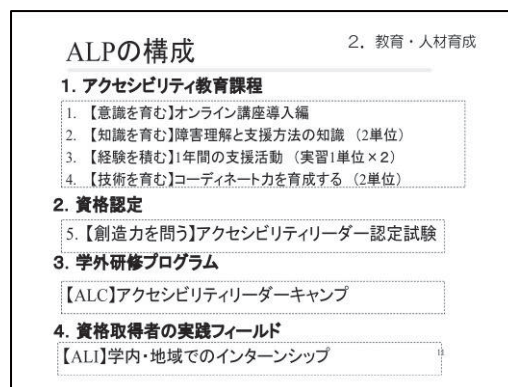 ALPの構成
2．教育・人材育成
1．アクセシビリティ教育課程
1. 【意識を育む】オンライン講座導入編
2. 【知識を育む】障害理解と支援方法の知識（2単位）
3. 【経験を積む】1年間の支援活動（実習1単位×2）
4. 【技術を育む】コーディネート力を育成する（2単位）
2．資格認定
5.【創造力を問う】アクセシビリティリーダー認定試験
3．学外研修プログラム
【ALC】アクセシビリティリーダーキャンプ
4．資格取得者の実践フィールド
【ALI】学内・地域でのインターンシップ